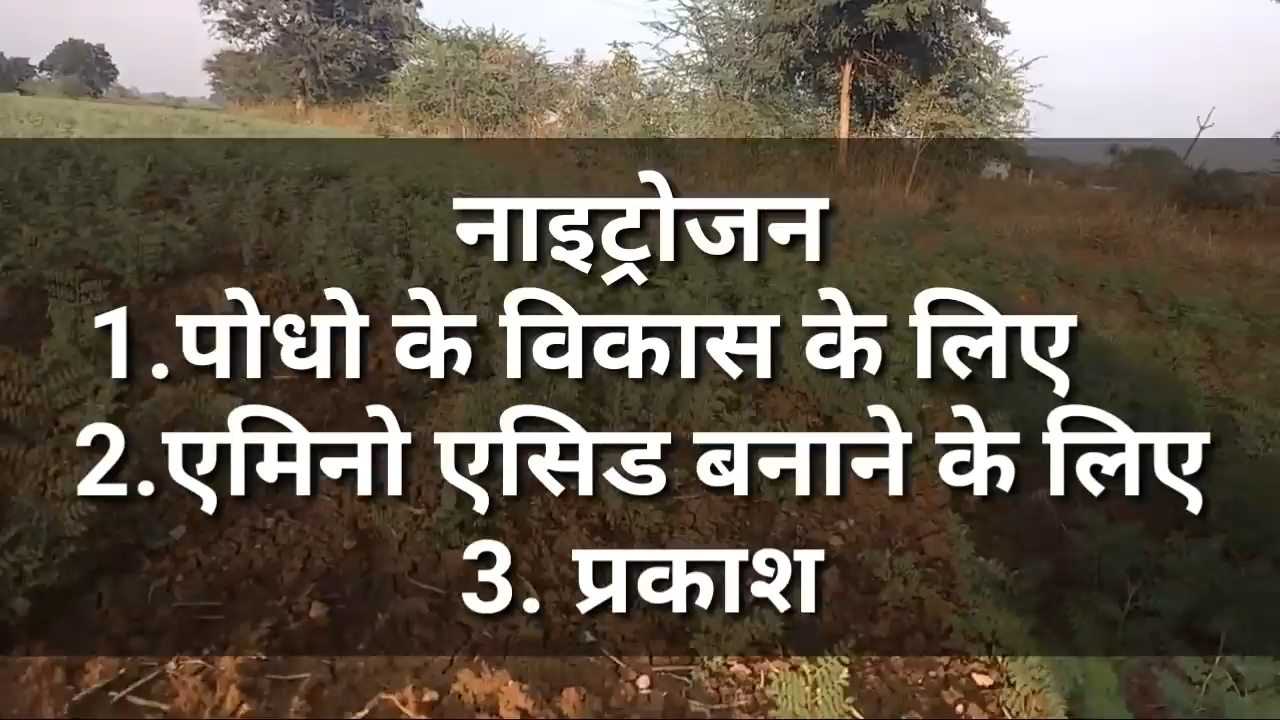 नाइट्रोजन
1.पोधो के विकास के लिए
2.एमिनो एसिड बनाने के लिए
3. प्रकाश